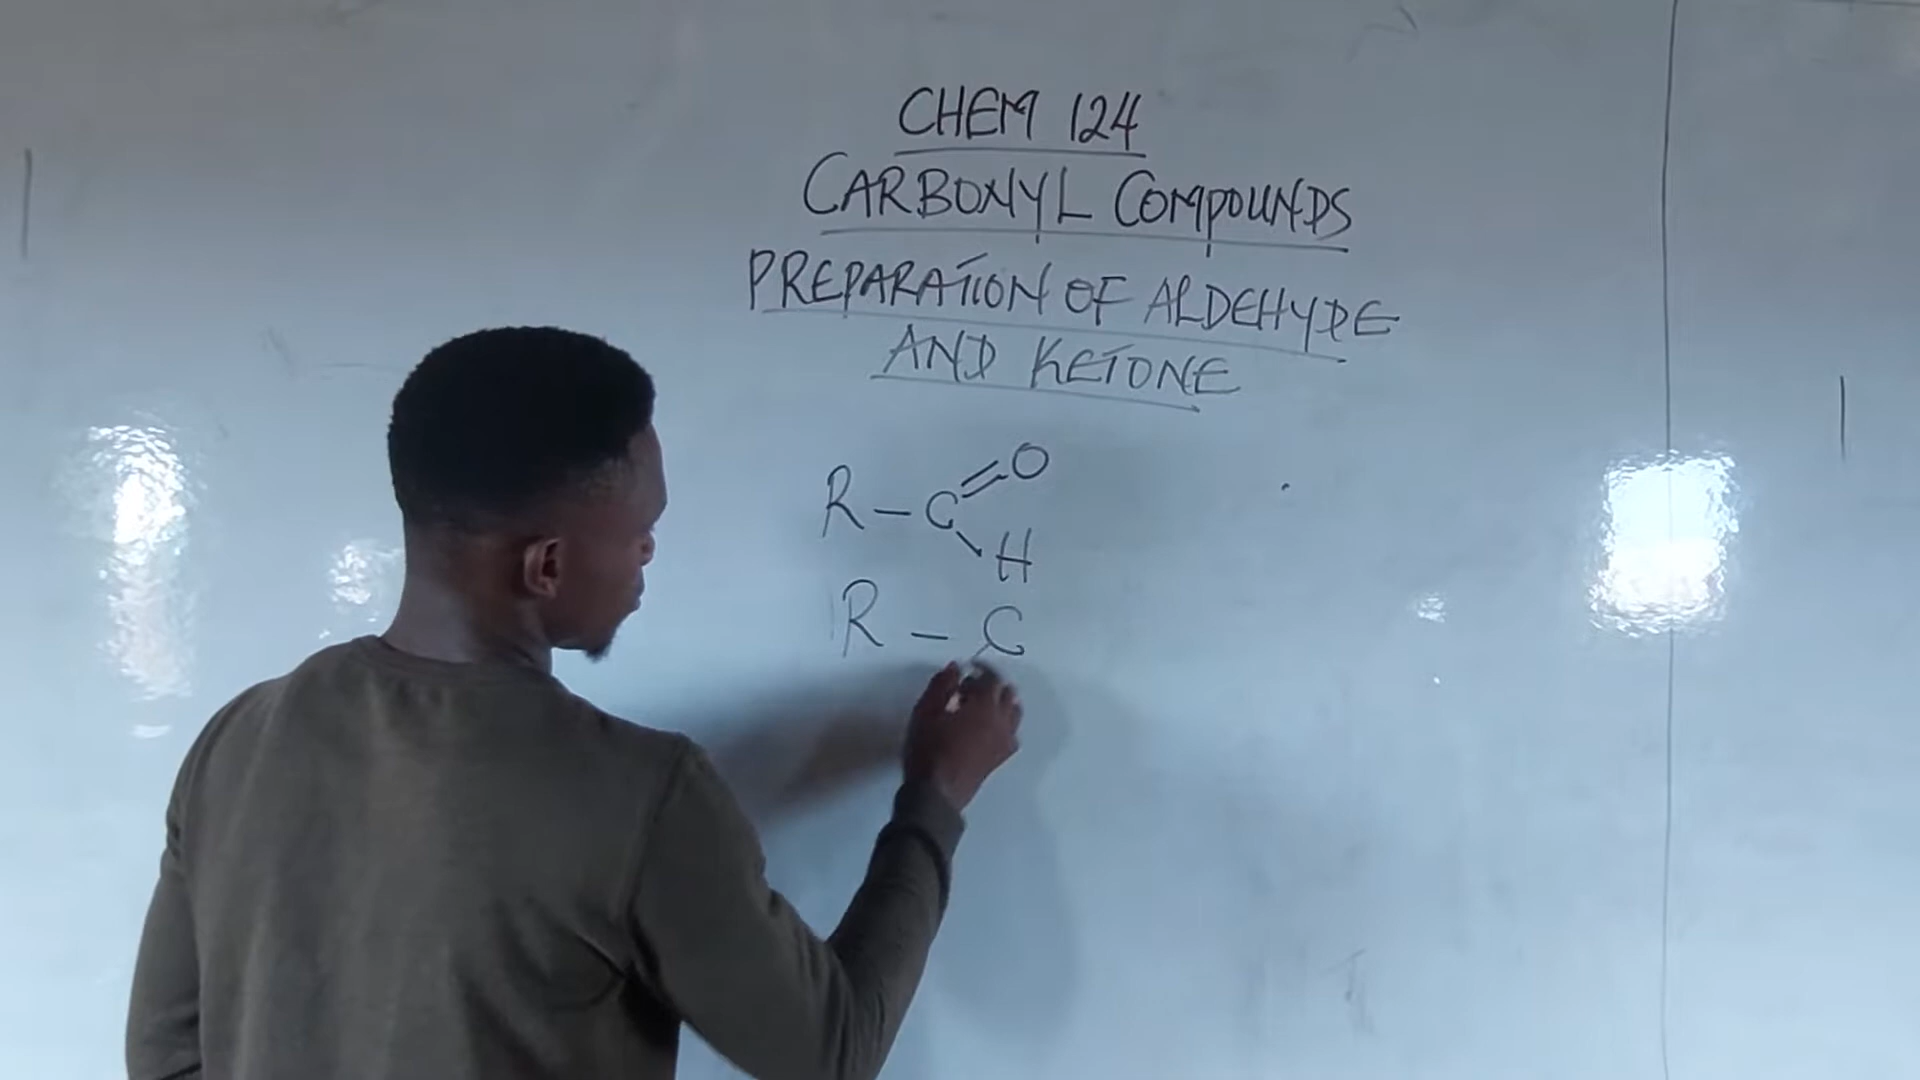 CHEM 124
CARBONYL COMPOUNDS
PREPARATION OF ALDEHYDE
AND KETONE
R – C = O
H
R – C